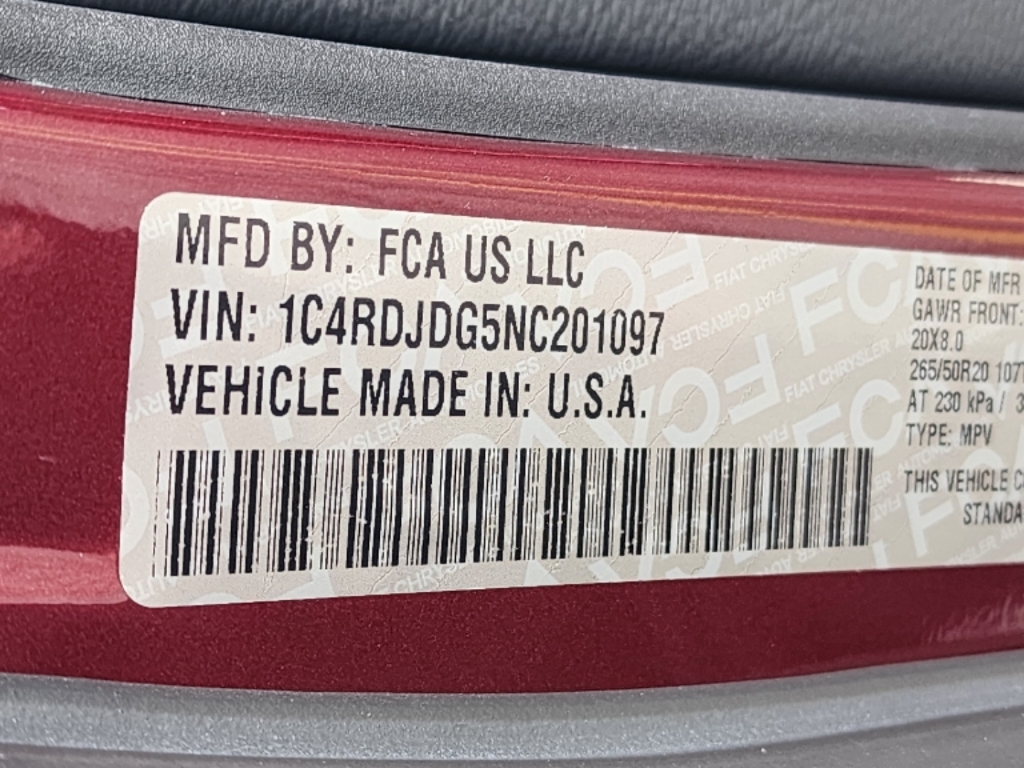 MFD BY: FCA US LLC
VIN: 1C4RDJDG5NC201097
VEHICLE MADE IN: U.S.A.
DATE OF MFR
GAWR FRONT:
20X8.0
265/50R20 107
AT 230 kPa /
TYPE: MPV
THIS VEHICLE